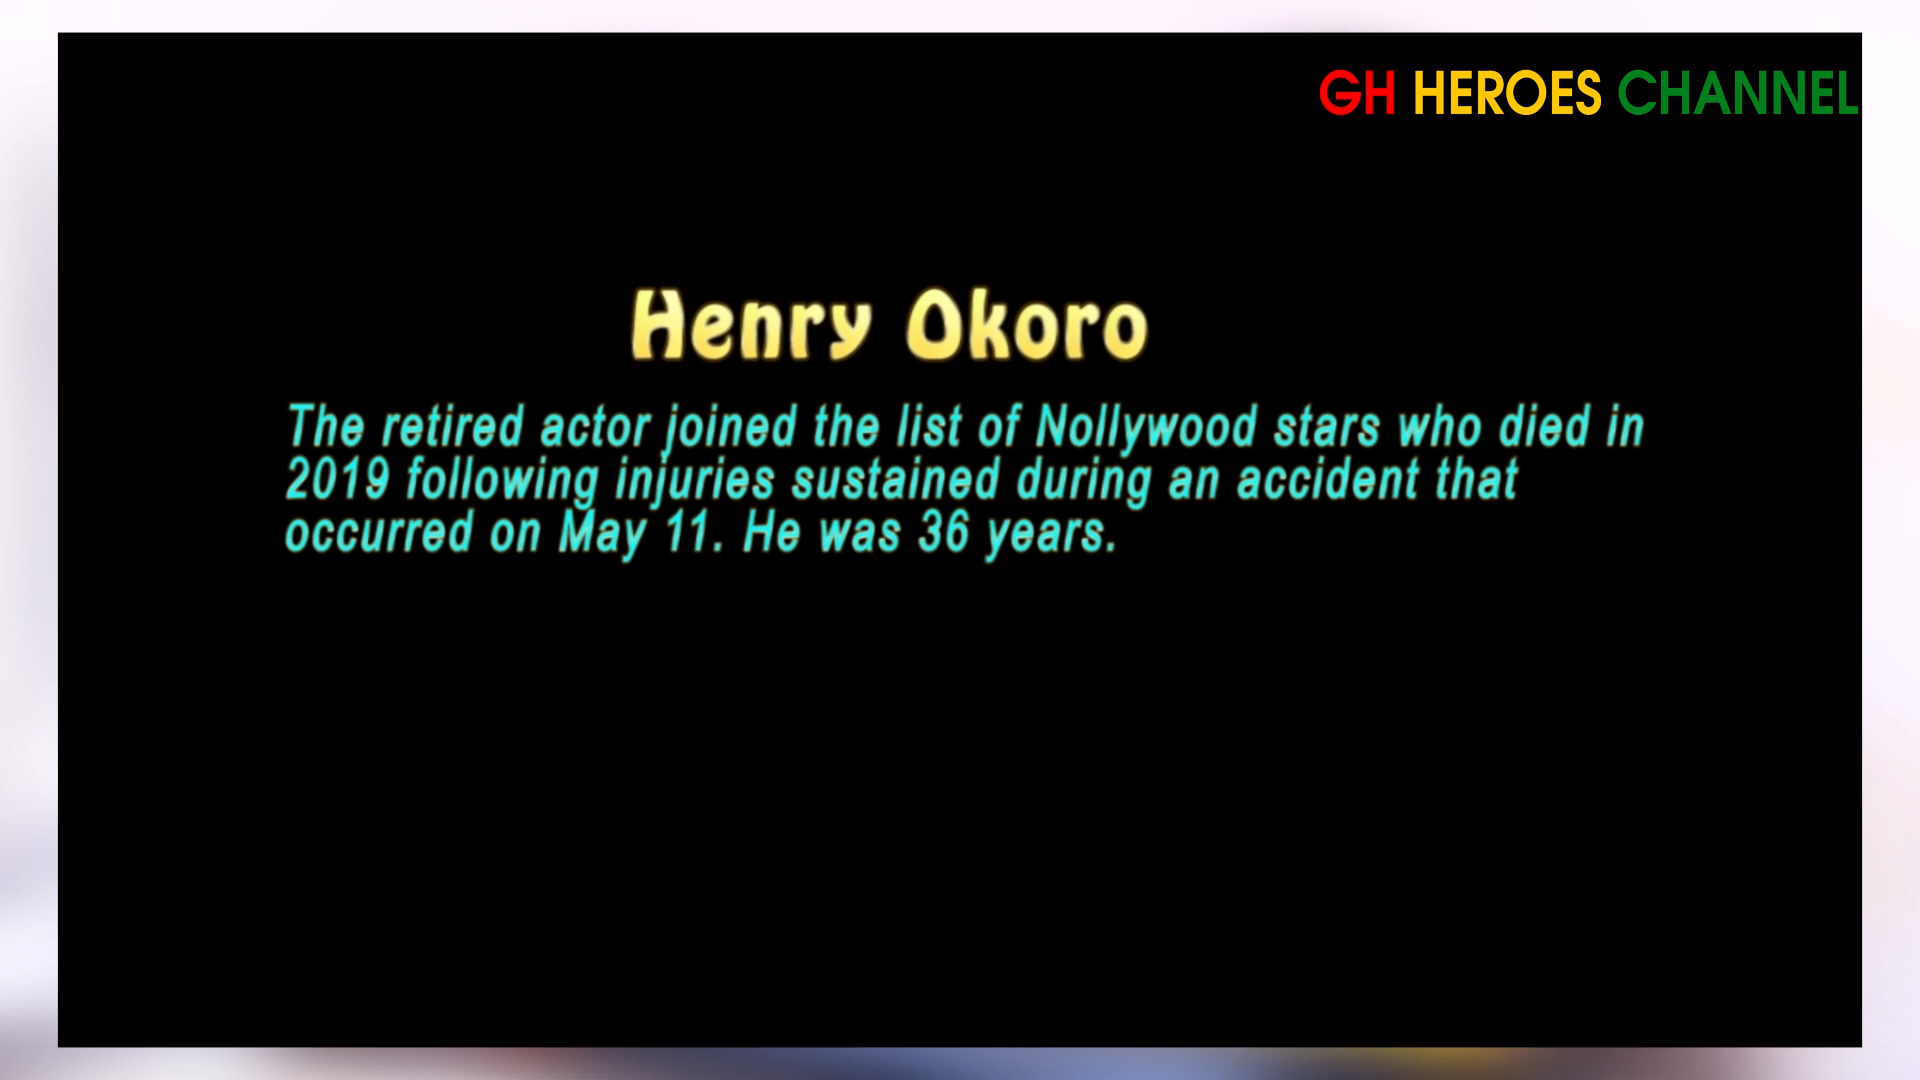 GH HEROES CHANNEL
Henry Okoro
The retired actor joined the list of Nollywood stars who died in
2019 following injuries sustained during an accident that
occurred on May 11. He was 36 years.